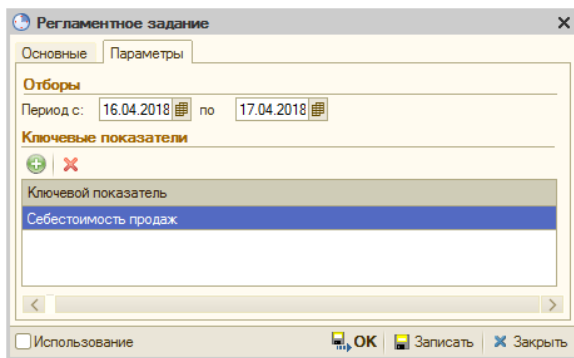 Регламентное задание
Основные Параметры
Отборы
Период с: 16.04.2018 по 17.04.2018
Ключевые показатели
Ключевой показатель
Себестоимость продаж
Использование OK Записать Закрыть